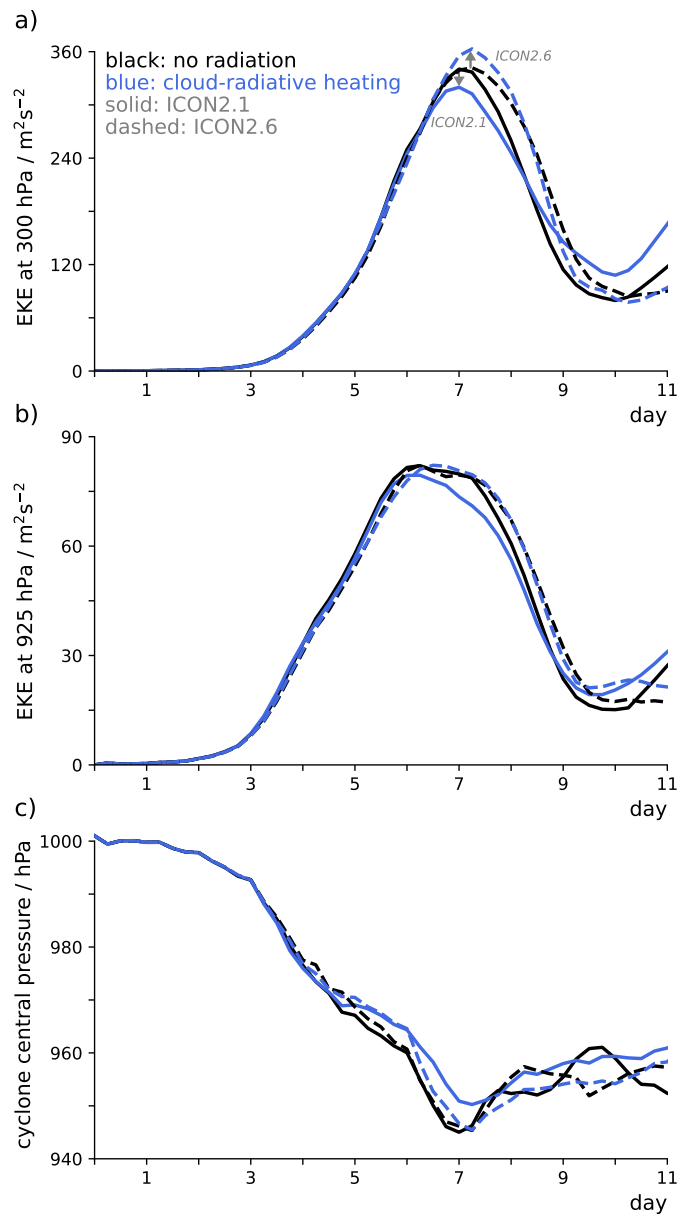 a)
360
240
120
0
EKE at 300 hPa / m²s⁻²
black: no radiation
blue: cloud-radiative heating
solid: ICON2.1
dashed: ICON2.6
ICON2.6
ICON2.1
1 3 5 7 9 11
day
b)
90
60
30
0
EKE at 925 hPa / m²s⁻²
1 3 5 7 9 11
day
c)
1000
980
960
940
cyclone central pressure / hPa
1 3 5 7 9 11
day